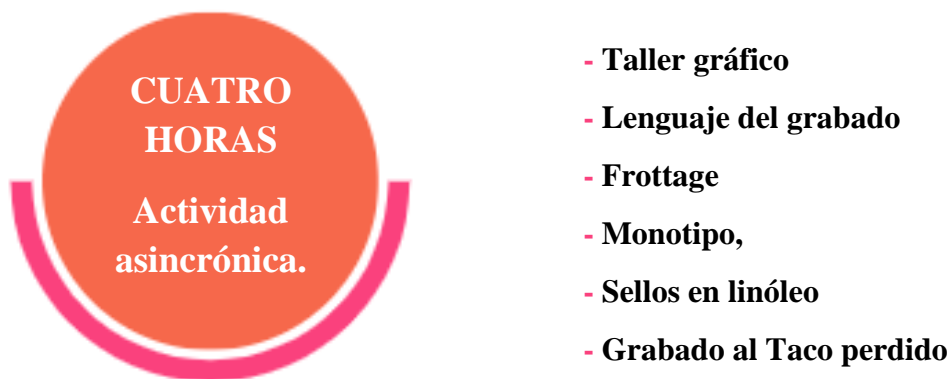 CUATRO
HORAS
Actividad
asincrónica.
- Taller gráfico
- Lenguaje del grabado
- Frottage
- Monotipo,
- Sellos en linóleo
- Grabado al Taco perdido